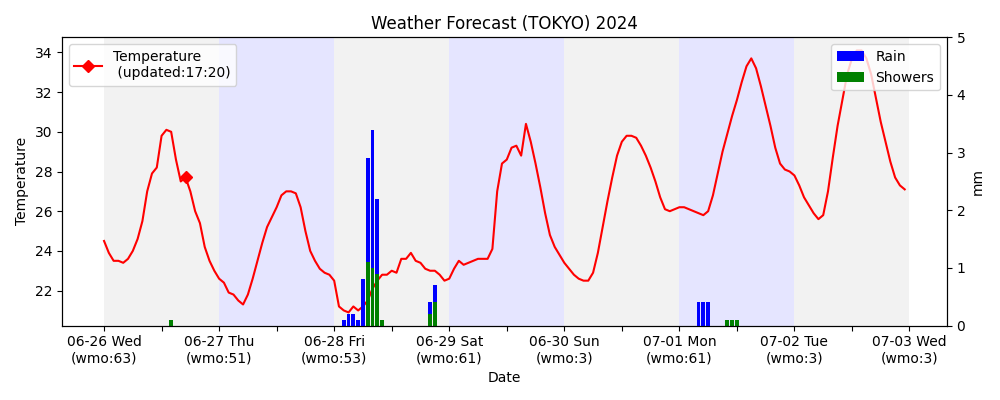 Weather Forecast (TOKYO) 2024
Temperature
(updated:17:20)
Rain
Showers
34
32
30
28
26
24
22
Temperature
5
4
3
2
1
0
mm
06-26 Wed
(wmo:63)
06-27 Thu
(wmo:51)
06-28 Fri
(wmo:53)
06-29 Sat
(wmo:61)
06-30 Sun
(wmo:3)
07-01 Mon
(wmo:61)
07-02 Tue
(wmo:3)
07-03 Wed
(wmo:3)
Date